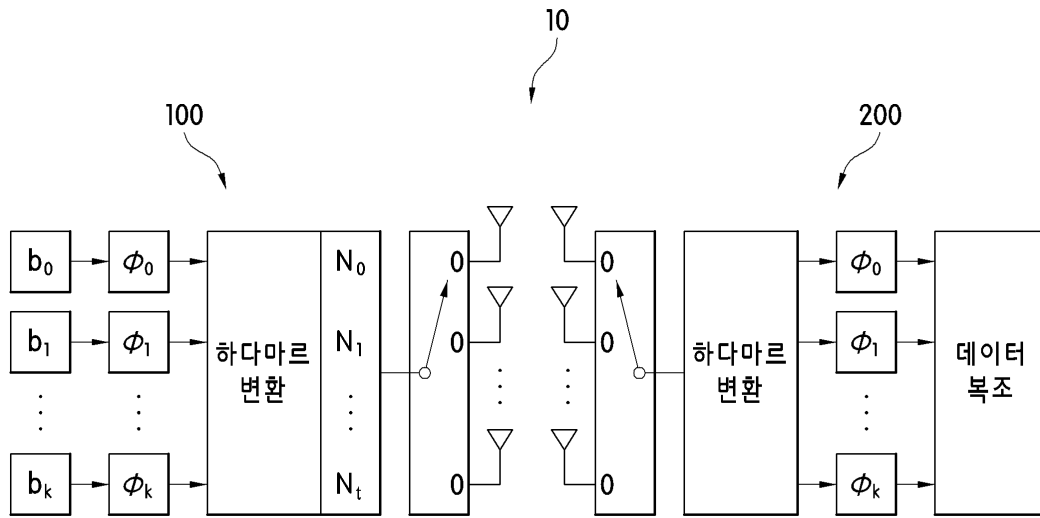 10
100
200
b₀ ϕ₀ N₀ 0 0 ϕ₀
b₁ ϕ₁ 하다마르 변환 N₁ 0 0 하다마르 변환 ϕ₁ 데이터 복조
bₖ ϕₖ Nₜ 0 0 ϕₖ